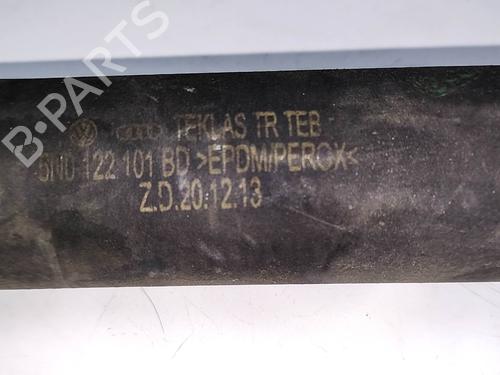 TEKLAS TR TEB
5N0 122 101 BD >EPDM/PEROX<
Z.D.20.12.13
B-PARTS